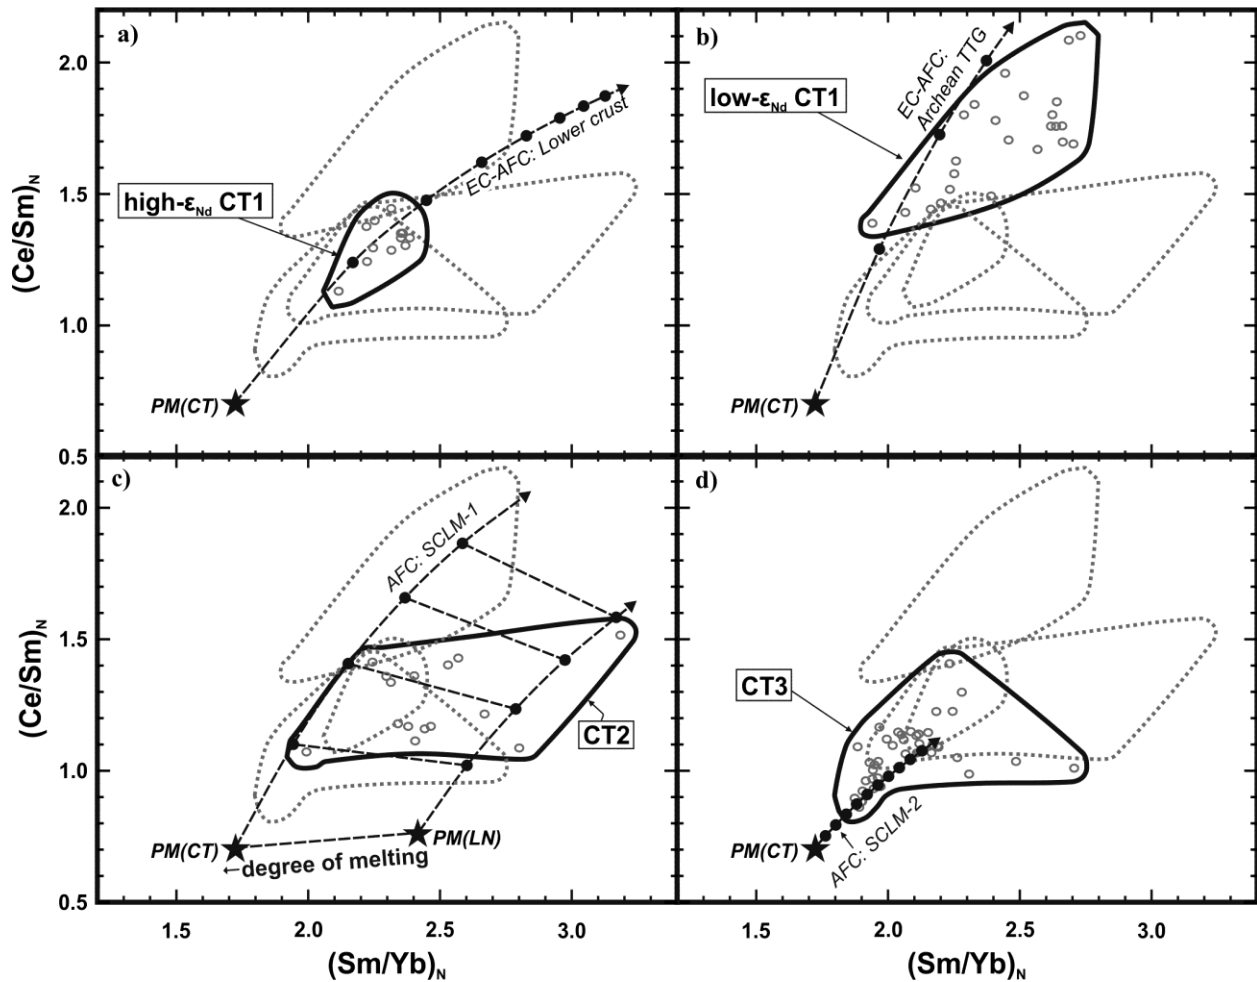 a)
2.0
1.5
1.0
0.5
(Ce/Sm)N
high-εNd CT1
EC-AFC: Lower crust
PM(CT)
b)
low-εNd CT1
EC-AFC:
Archean TTG
PM(CT)
c)
2.0
1.5
1.0
0.5
(Ce/Sm)N
AFC: SCLM-1
CT2
PM(CT)
PM(LN)
←degree of melting
1.5
2.0
2.5
3.0
(Sm/Yb)N
d)
CT3
PM(CT)
AFC: SCLM-2
1.5
2.0
2.5
3.0
(Sm/Yb)N